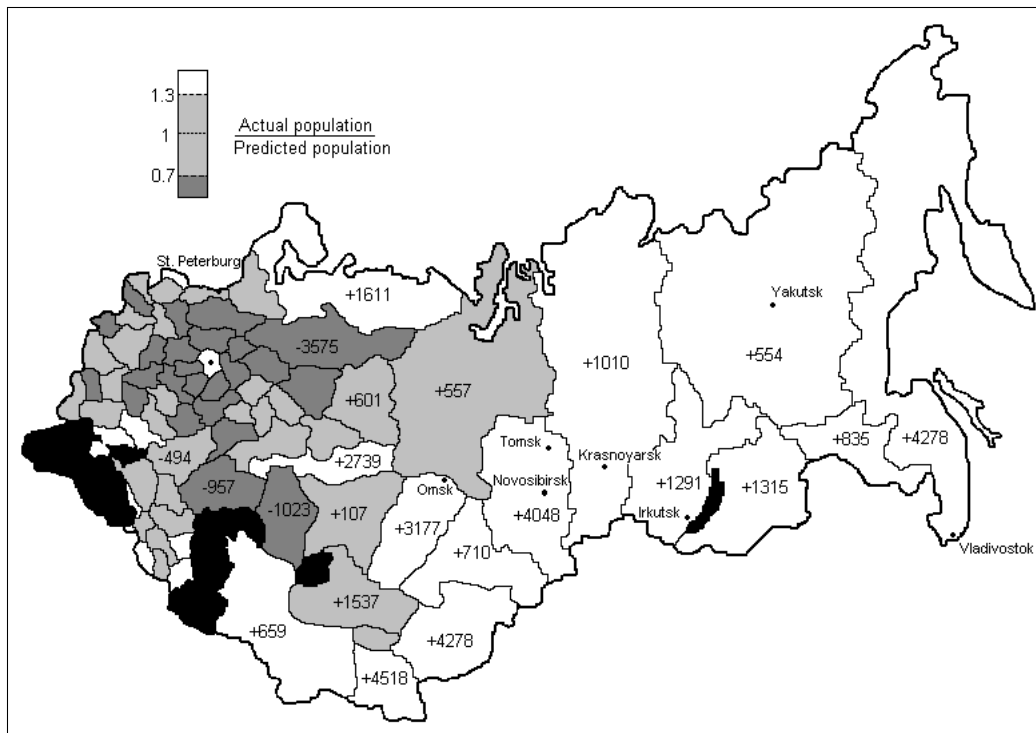 1.3
1
0.7
Actual population
Predicted population
St. Peterburg
+1611
Yakutsk
-3575
+1010
+554
+557
+601
+835
+4278
Tomsk
Krasnoyarsk
-494
+2739
Novosibirsk
+1291
+1315
Omsk
-957
-1023
+107
+3177
+4048
Irkutsk
+710
Vladivostok
+1537
+659
+4278
+4518